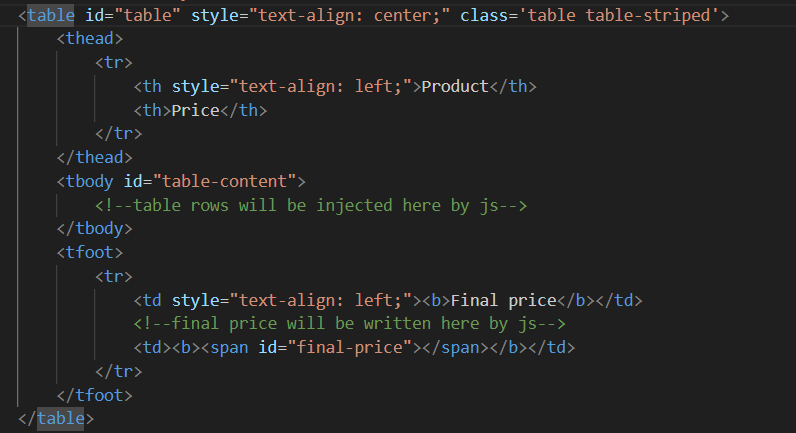 <table id="table" style="text-align: center;" class='table table-striped'>
    <thead>
        <tr>
            <th style="text-align: left;">Product</th>
            <th>Price</th>
        </tr>
    </thead>
    <tbody id="table-content">
        <!--table rows will be injected here by js-->
    </tbody>
    <tfoot>
        <tr>
            <td style="text-align: left;"><b>Final price</b></td>
            <!--final price will be written here by js-->
            <td><b><span id="final-price"></span></b></td>
        </tr>
    </tfoot>
</table>